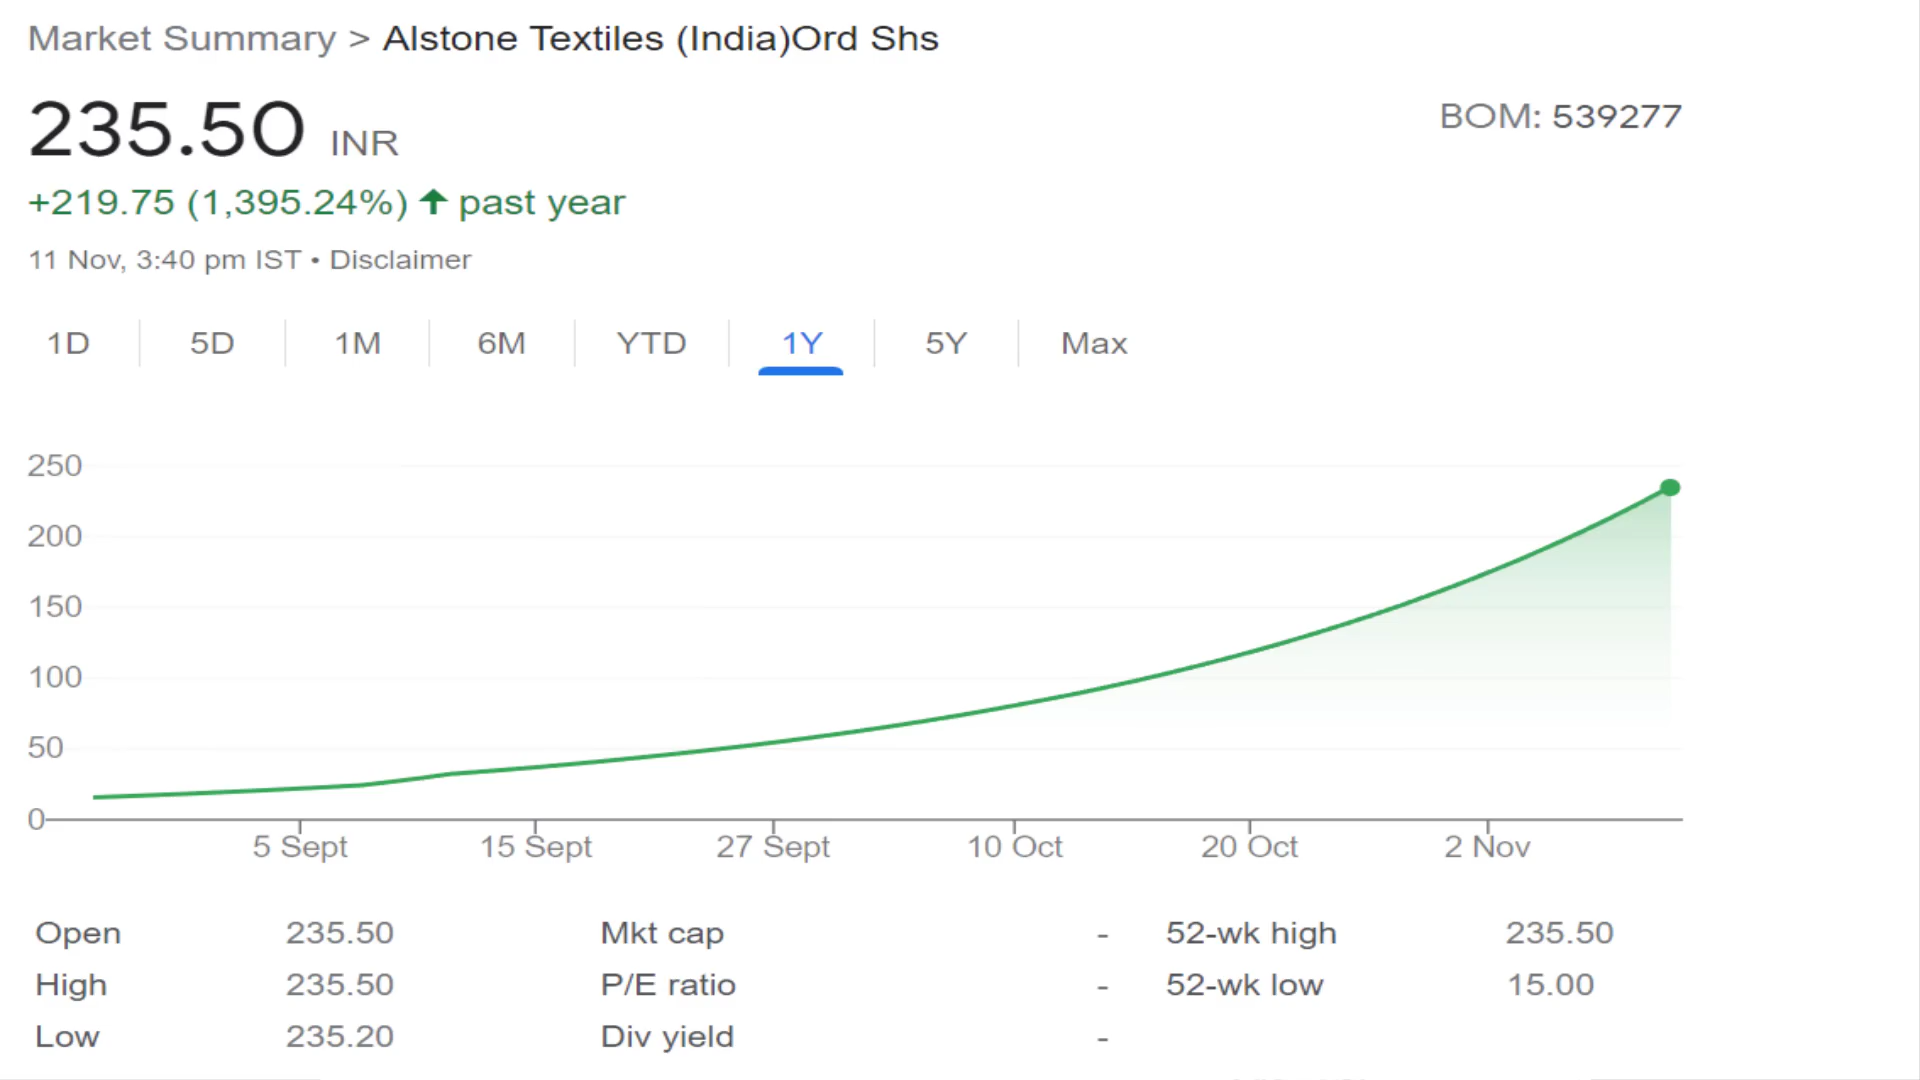 Market Summary > Alstone Textiles (India)Ord Shs
235.50 INR
BOM: 539277
+219.75 (1,395.24%) ↑ past year
11 Nov, 3:40 pm IST • Disclaimer
1D 5D 1M 6M YTD 1Y 5Y Max
250
200
150
100
50
0
5 Sept 15 Sept 27 Sept 10 Oct 20 Oct 2 Nov
Open 235.50 Mkt cap - 52-wk high 235.50
High 235.50 P/E ratio - 52-wk low 15.00
Low 235.20 Div yield -